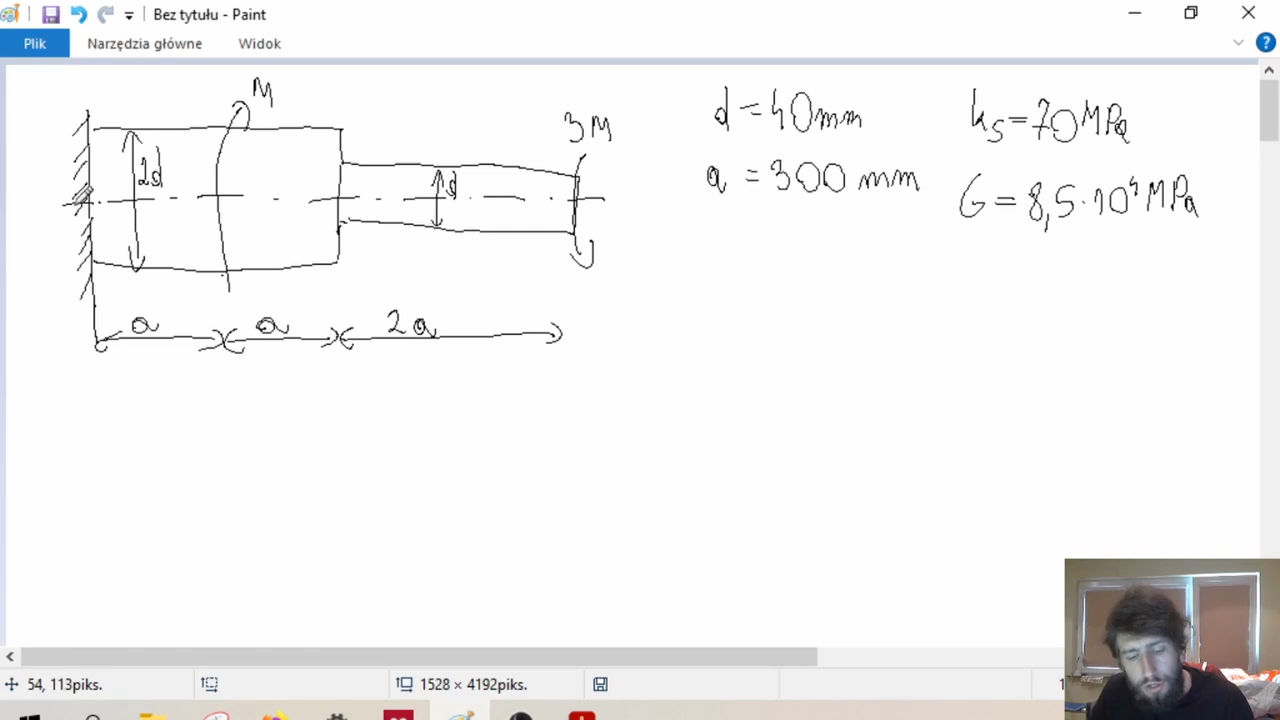 Bez tytułu - Paint
Plik Narzędzia główne Widok
M
3M
2d
d
a a 2a
d = 40mm
a = 300 mm
ks = 70 MPa
G = 8,5·10⁴ MPa
54, 113piks.
1528 × 4192piks.